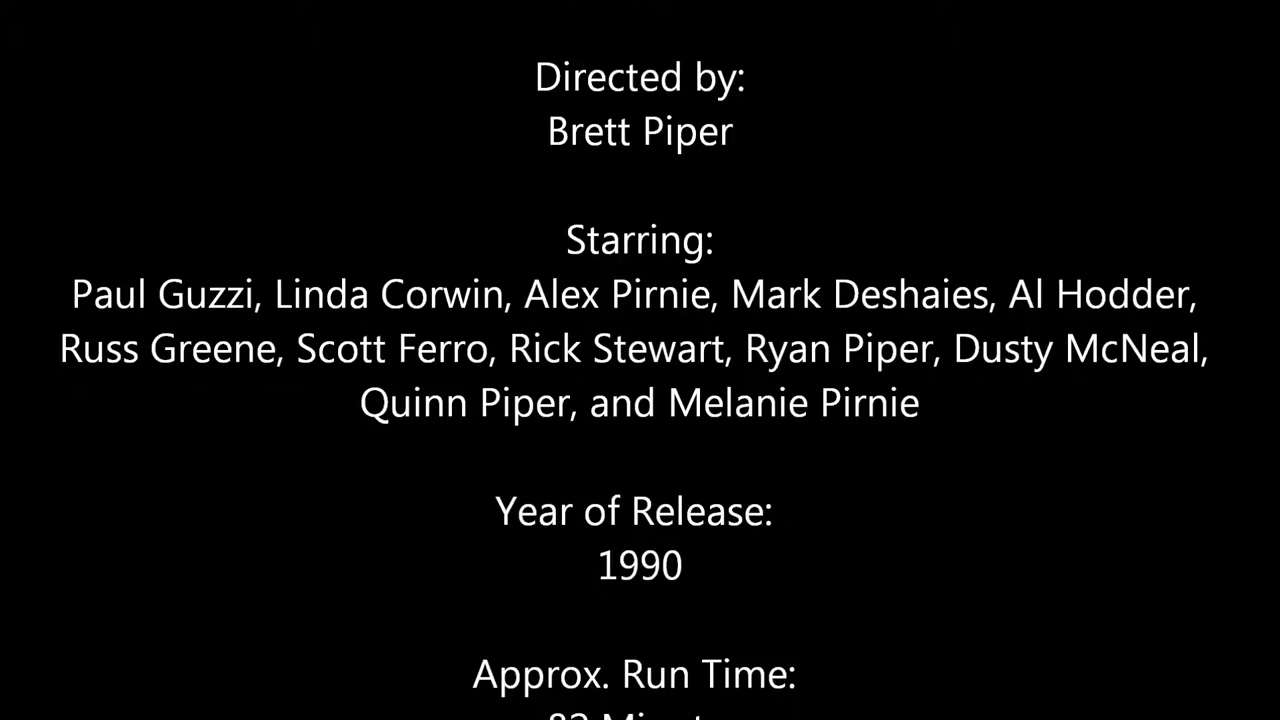 Directed by:
Brett Piper
Starring:
Paul Guzzi, Linda Corwin, Alex Pirnie, Mark Deshaies, Al Hodder,
Russ Greene, Scott Ferro, Rick Stewart, Ryan Piper, Dusty McNeal,
Quinn Piper, and Melanie Pirnie
Year of Release:
1990
Approx. Run Time: